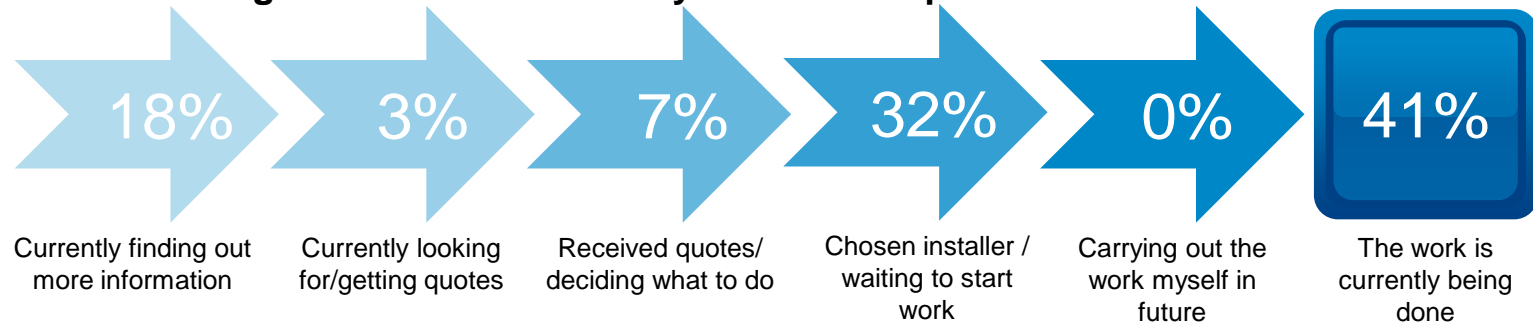 18%
3%
7%
32%
0%
41%
Currently finding out
more information
Currently looking
for/getting quotes
Received quotes/
deciding what to do
Chosen installer /
waiting to start
work
Carrying out the
work myself in
future
The work is
currently being
done